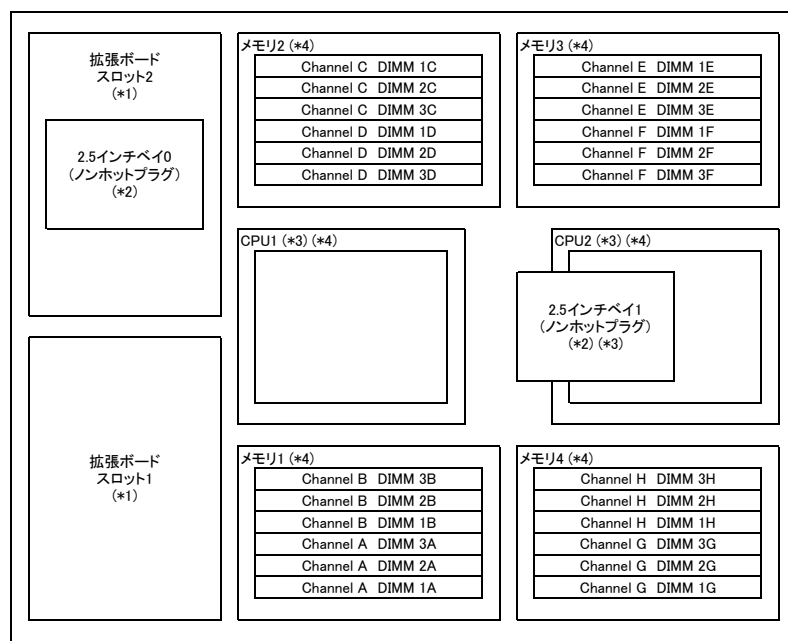 拡張ボード
スロット2
(*1)
2.5インチベイ0
(ノンホットプラグ)
(*2)
メモリ2 (*4)
Channel C DIMM 1C
Channel C DIMM 2C
Channel C DIMM 3C
Channel D DIMM 1D
Channel D DIMM 2D
Channel D DIMM 3D
メモリ3 (*4)
Channel E DIMM 1E
Channel E DIMM 2E
Channel E DIMM 3E
Channel F DIMM 1F
Channel F DIMM 2F
Channel F DIMM 3F
CPU1 (*3) (*4)
CPU2 (*3) (*4)
2.5インチベイ1
(ノンホットプラグ)
(*2) (*3)
拡張ボード
スロット1
(*1)
メモリ1 (*4)
Channel B DIMM 3B
Channel B DIMM 2B
Channel B DIMM 1B
Channel A DIMM 3A
Channel A DIMM 2A
Channel A DIMM 1A
メモリ4 (*4)
Channel H DIMM 3H
Channel H DIMM 2H
Channel H DIMM 1H
Channel G DIMM 3G
Channel G DIMM 2G
Channel G DIMM 1G